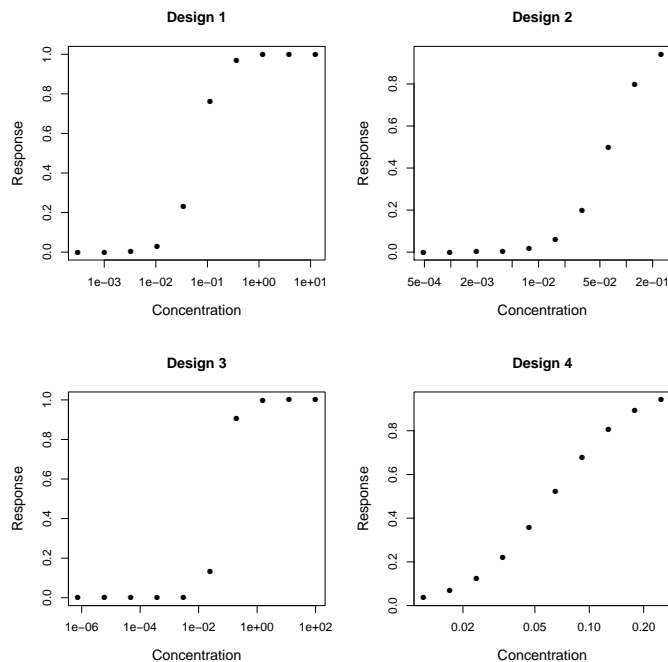 Design 1
Response
0.0 0.2 0.4 0.6 0.8 1.0
1e−03 1e−02 1e−01 1e+00 1e+01
Concentration
Design 2
Response
0.0 0.2 0.4 0.6 0.8
5e−04 2e−03 1e−02 5e−02 2e−01
Concentration
Design 3
Response
0.0 0.2 0.4 0.6 0.8 1.0
1e−06 1e−04 1e−02 1e+00 1e+02
Concentration
Design 4
Response
0.0 0.2 0.4 0.6 0.8
0.02 0.05 0.10 0.20
Concentration